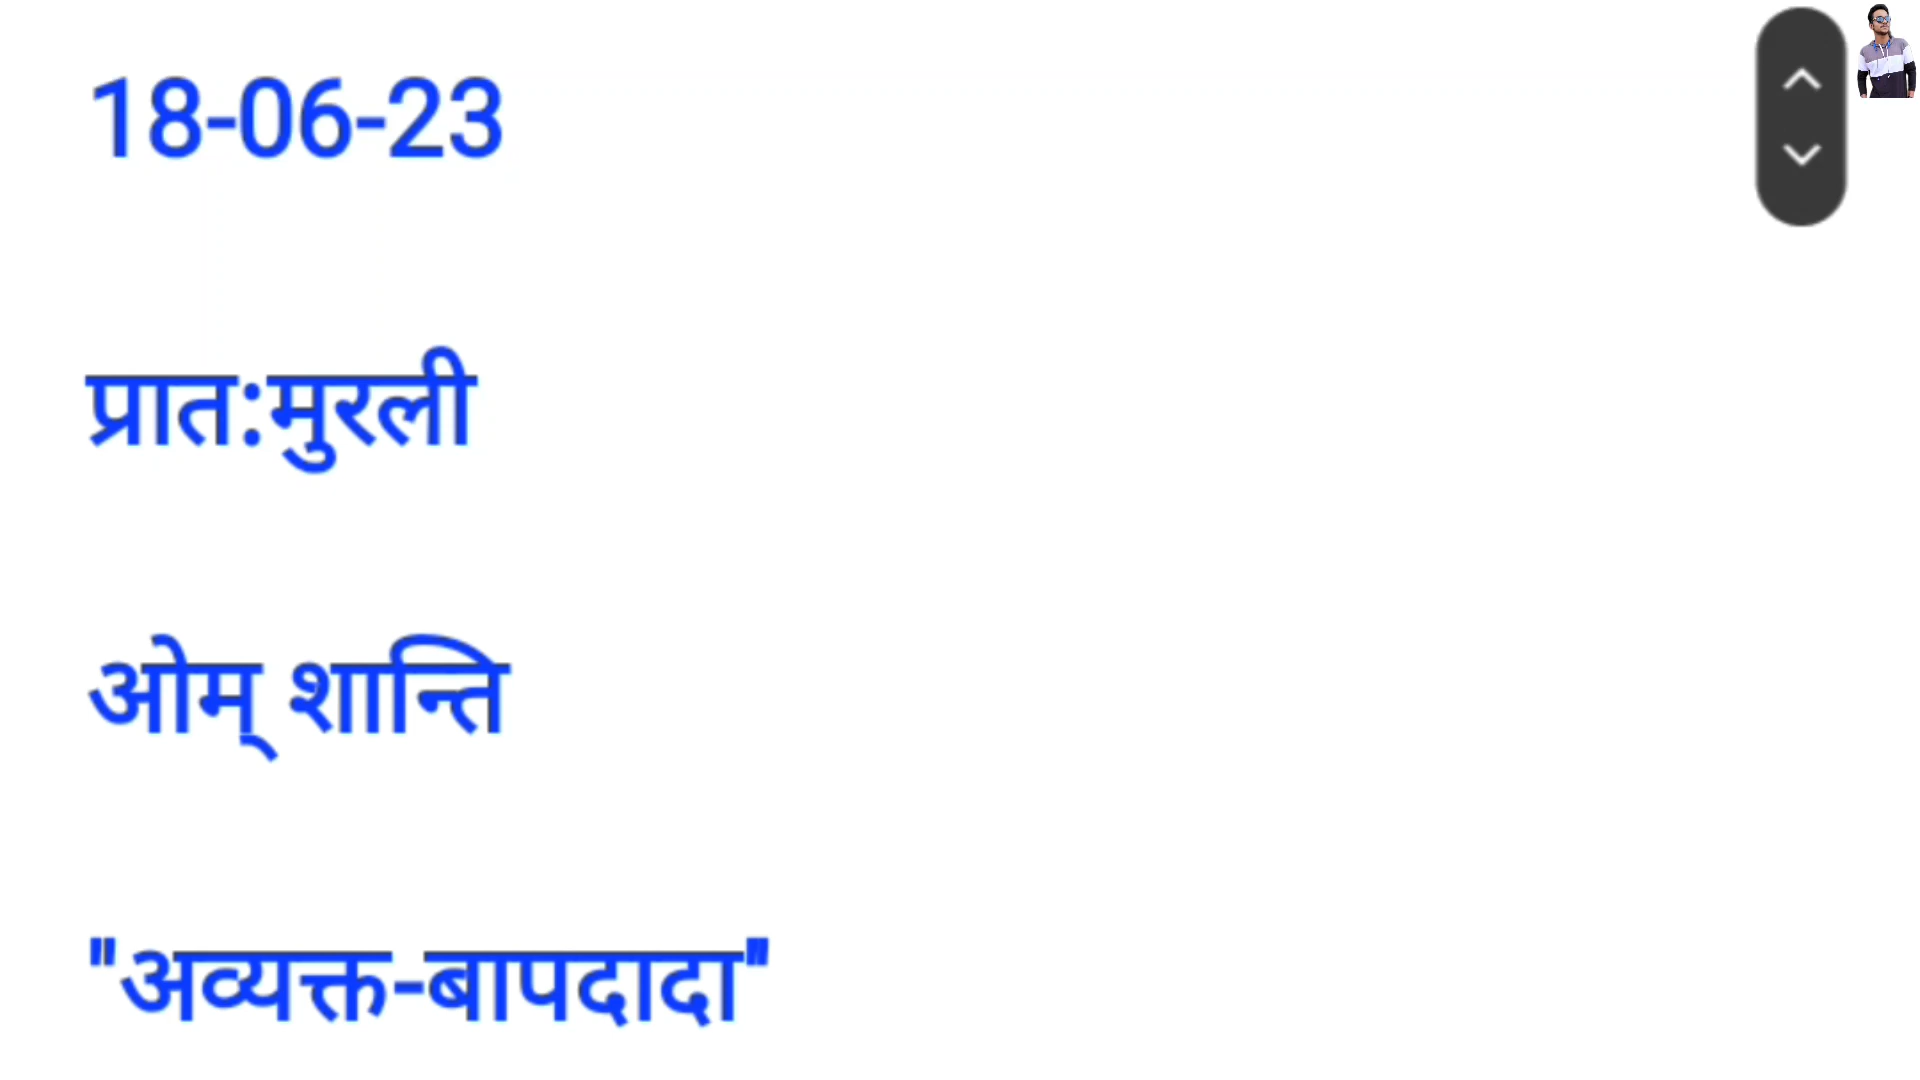 18-06-23
प्रात:मुरली
ओम् शान्ति
"अव्यक्त-बापदादा"